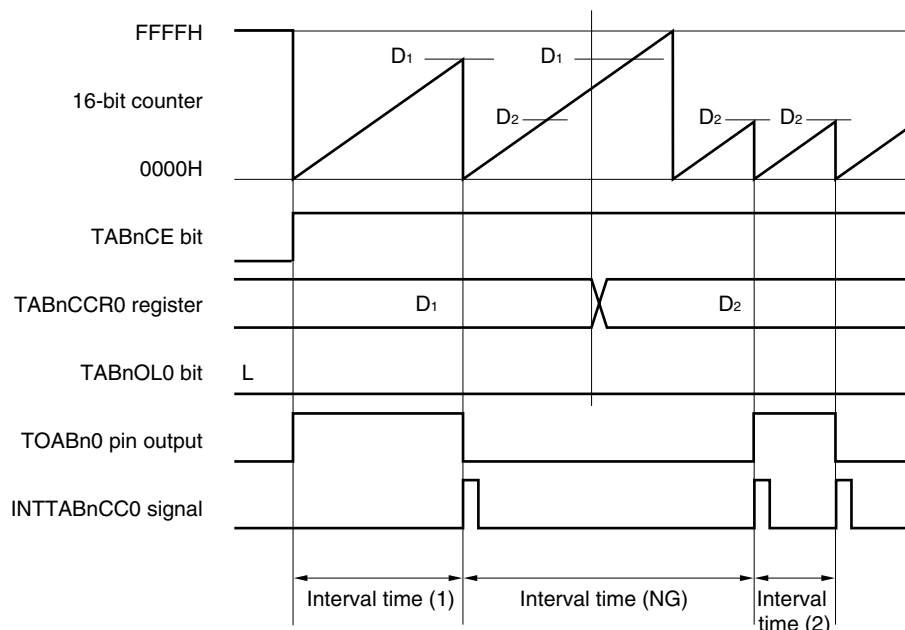 FFFFH
D1
D1
16-bit counter
D2
D2
D2
0000H
TABnCE bit
TABnCCR0 register
D1
D2
TABnOL0 bit
L
TOABn0 pin output
INTTABnCC0 signal
Interval time (1)
Interval time (NG)
Interval
time (2)